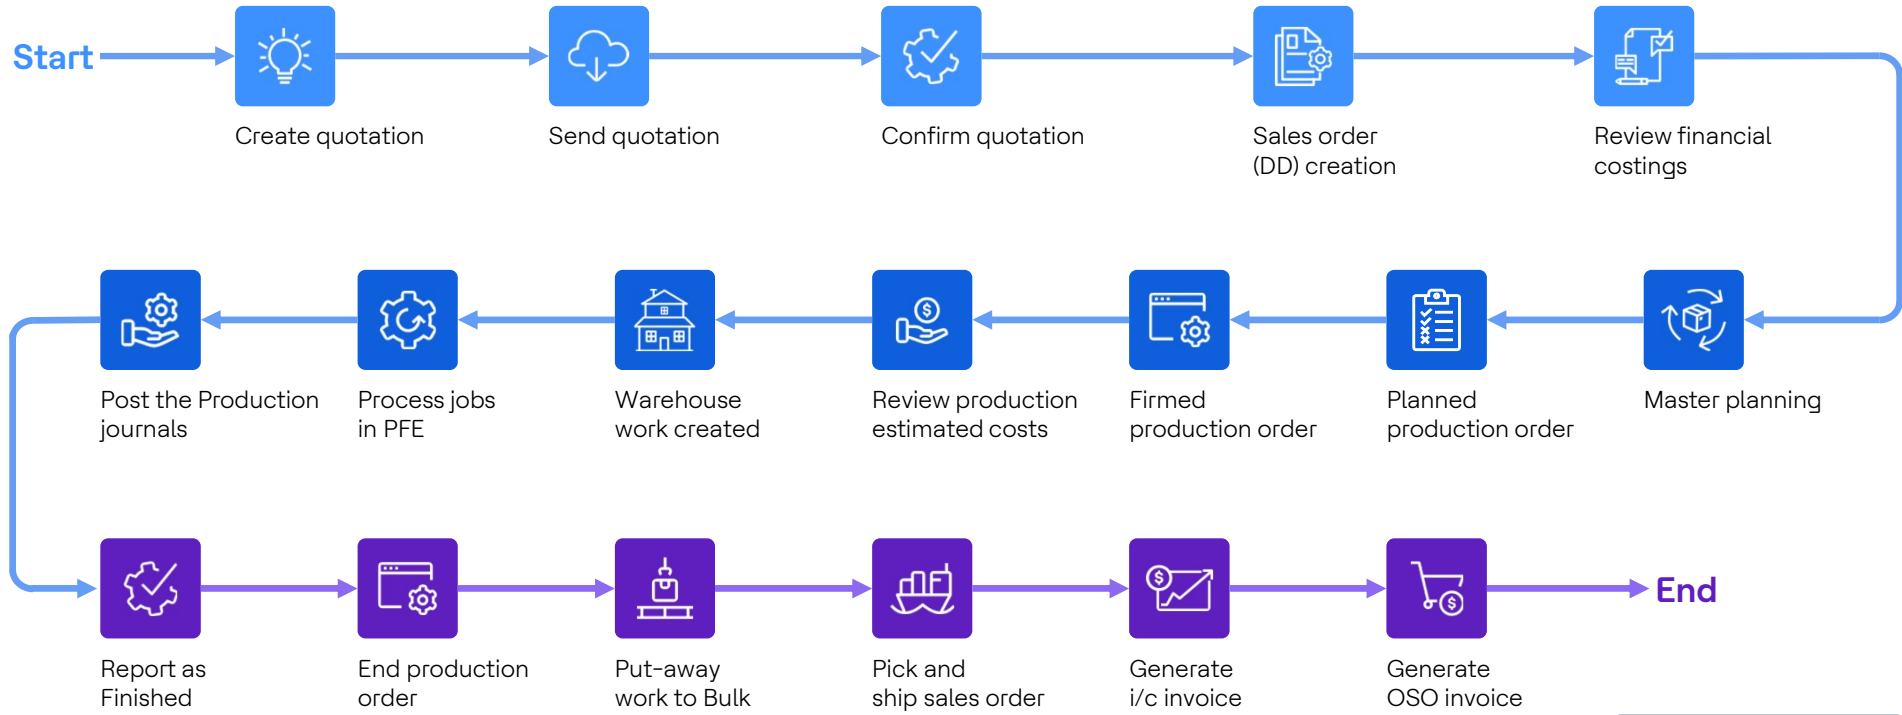 Start
Create quotation
Send quotation
Confirm quotation
Sales order
(DD) creation
Review financial
costings
Master planning
Planned
production order
Firmed
production order
Review production
estimated costs
Warehouse
work created
Process jobs
in PFE
Post the Production
journals
Report as
Finished
End production
order
Put-away
work to Bulk
Pick and
ship sales order
Generate
i/c invoice
Generate
OSO invoice
End